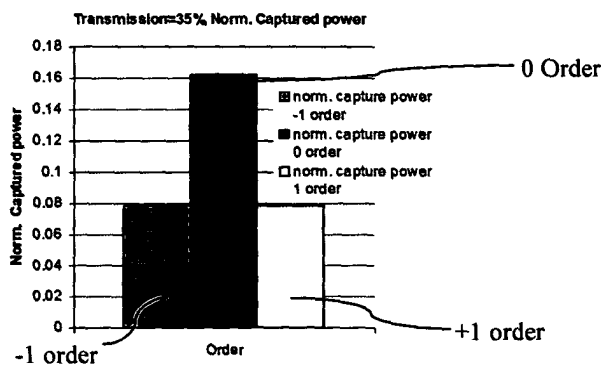 Transmission=35%, Norm. Captured power
0.18
0.16
0.14
0.12
0.1
0.08
0.06
0.04
0.02
0
Norm. Captured power
norm. capture power
-1 order
norm. capture power
0 order
norm. capture power
1 order
0 Order
+1 order
-1 order
Order